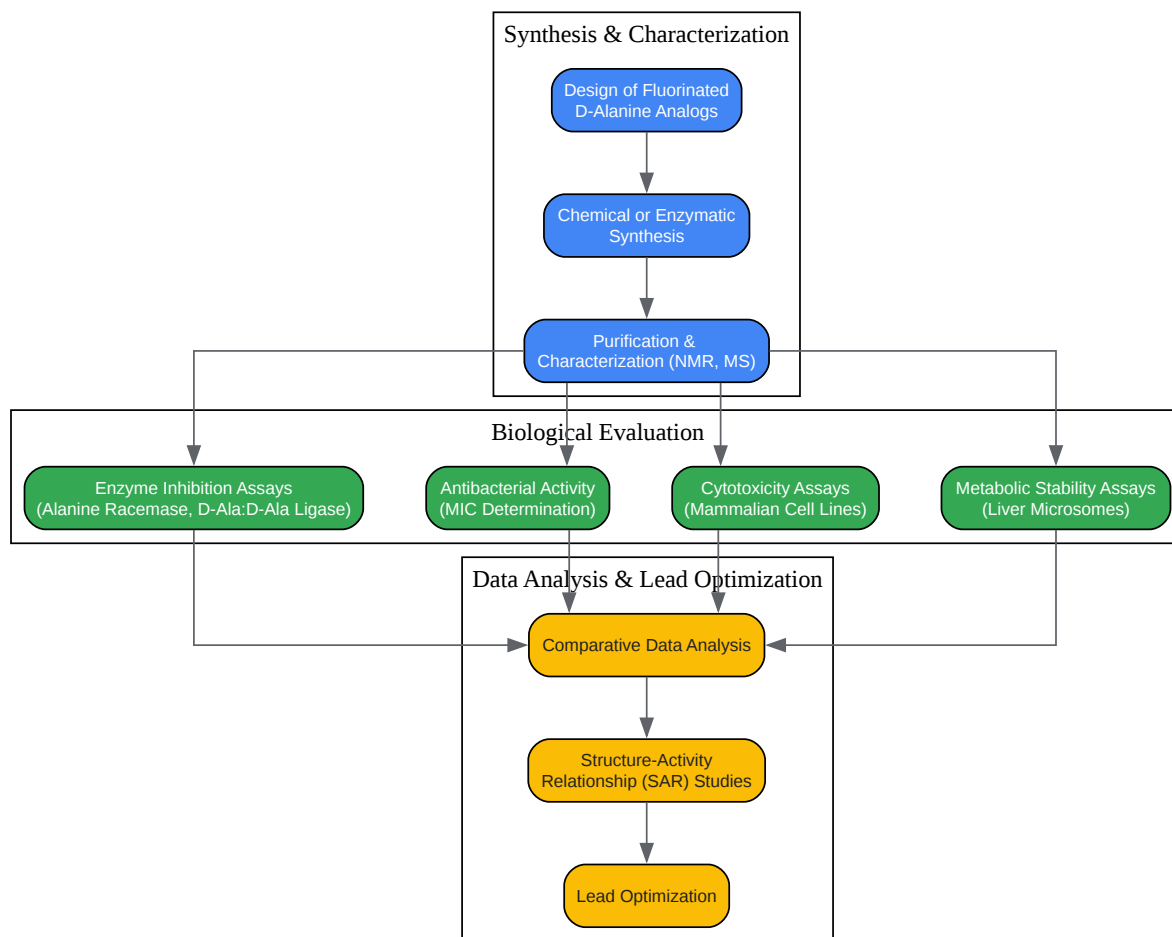 Synthesis & Characterization
Design of Fluorinated
D-Alanine Analogs
Chemical or Enzymatic
Synthesis
Purification &
Characterization (NMR, MS)
Biological Evaluation
Enzyme Inhibition Assays
(Alanine Racemase, D-Ala:D-Ala Ligase)
Antibacterial Activity
(MIC Determination)
Cytotoxicity Assays
(Mammalian Cell Lines)
Metabolic Stability Assays
(Liver Microsomes)
Data Analysis & Lead Optimization
Comparative Data Analysis
Structure-Activity
Relationship (SAR) Studies
Lead Optimization